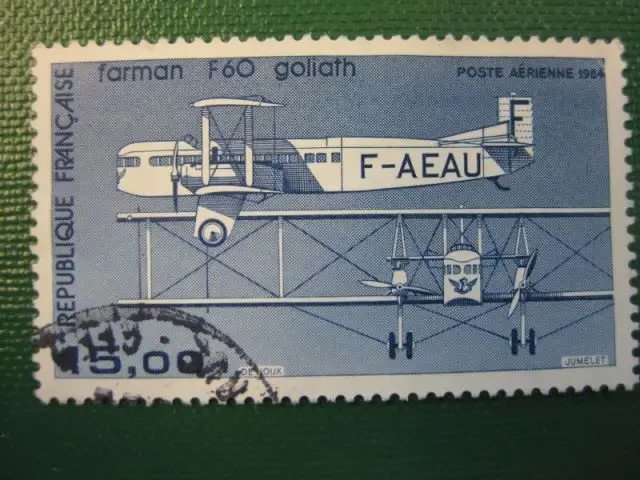 farman F60 goliath
POSTE AÉRIENNE 1984
RÉPUBLIQUE FRANÇAISE
F
F-AEAU
15,00
JUMELET